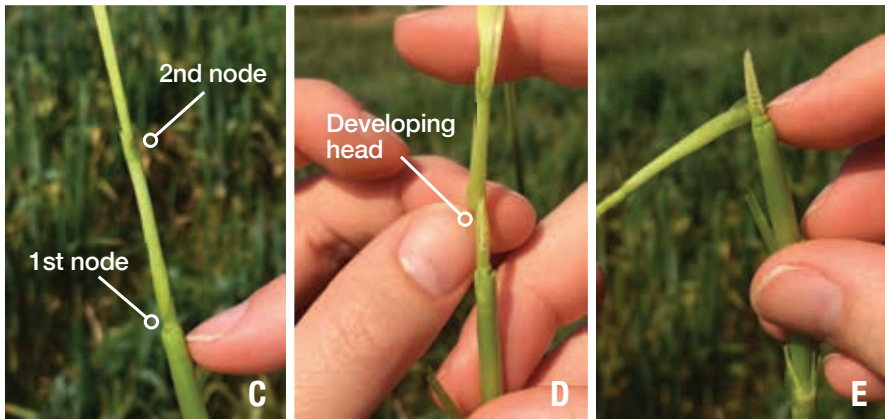 2nd node
1st node
C
Developing
head
D
E